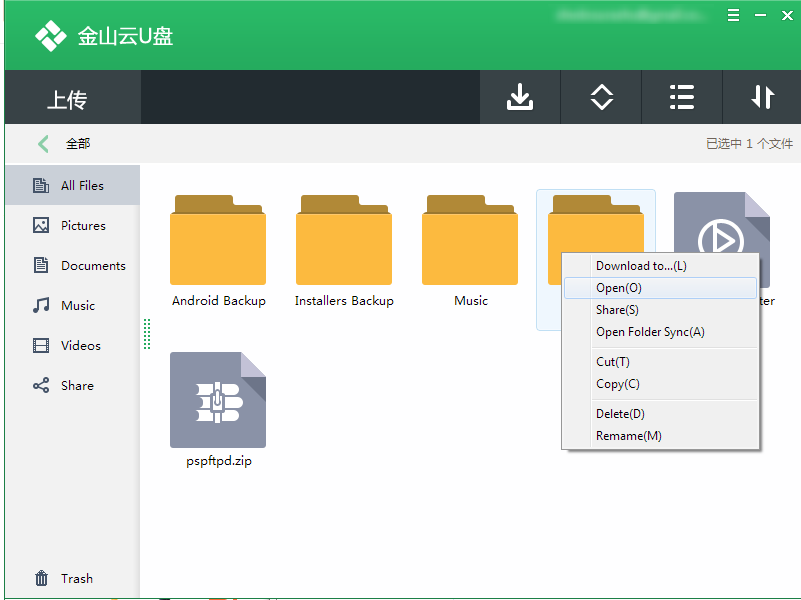 金山云U盘
上传
全部
已选中 1 个文件
All Files
Pictures
Documents
Music
Videos
Share
Trash
Android Backup
Installers Backup
Music
ter
pspftpd.zip
Download to...(L)
Open(O)
Share(S)
Open Folder Sync(A)
Cut(T)
Copy(C)
Delete(D)
Rename(M)